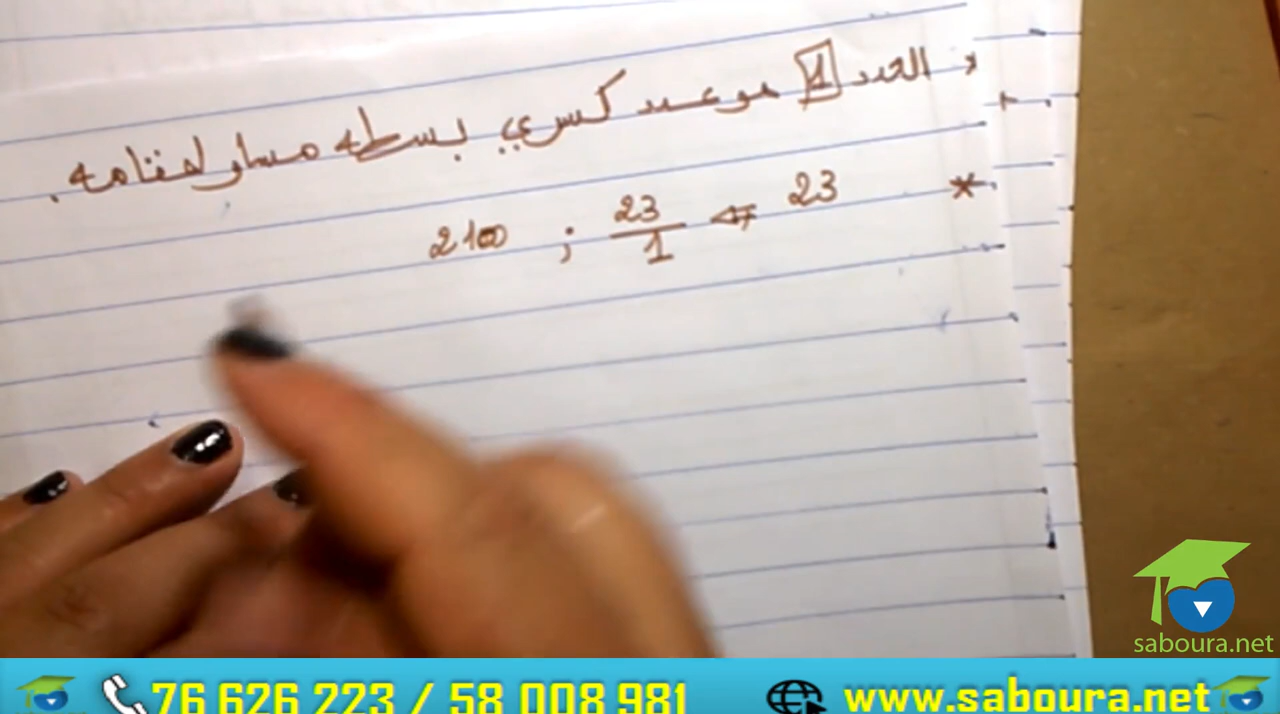 * العدد 1 هو عدد كسري بسطه مساو لمقامه.
* 23 ⇔ 23/1 ; 2100
saboura.net
76 626 223 / 58 008 981 www.saboura.net